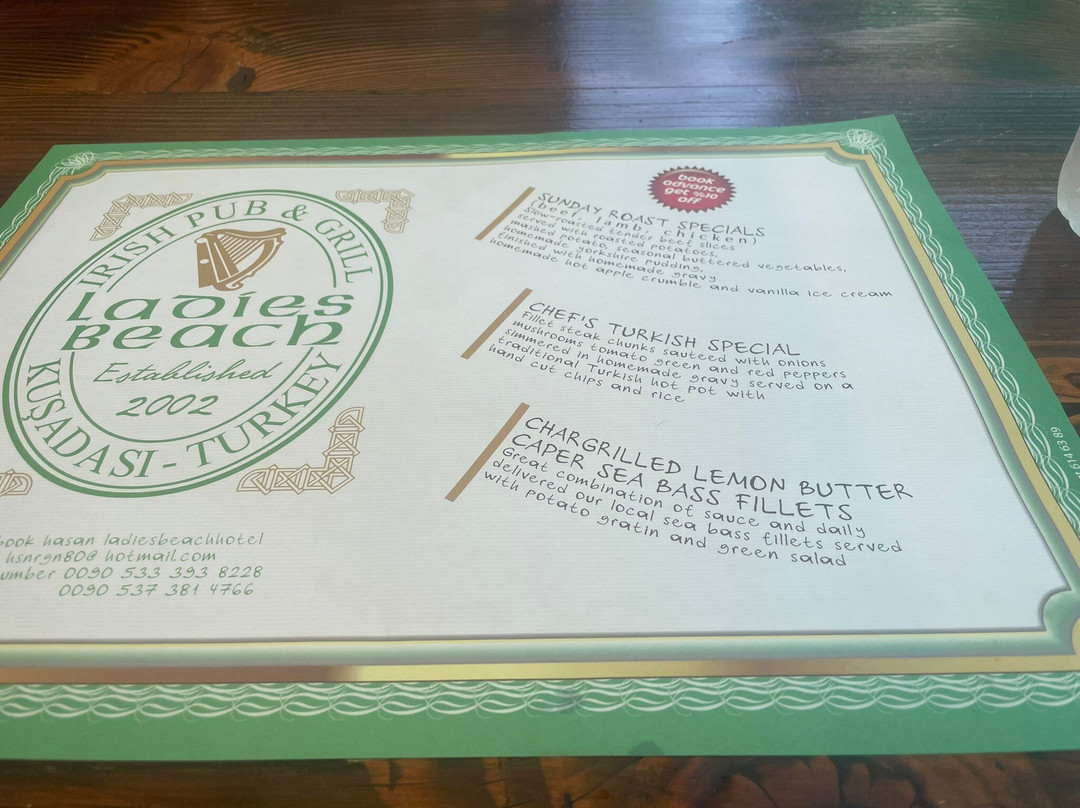 IRISH PUB & GRILL
Ladies
Beach
Established
2002
KUŞADASI - TURKEY
book hasan ladiesbeachhotel
hsnrgn80@hotmail.com
number 0090 533 393 8228
0090 537 381 4766
book
advance
get %10
off
SUNDAY ROAST SPECIALS
(beef, lamb, chicken)
Slow-roasted tender beef slices
served with roasted potatoes,
mashed potato, seasonal buttered vegetables,
homemade yorkshire pudding,
finished with homemade gravy
homemade hot apple crumble and vanilla ice cream
CHEF'S TURKISH SPECIAL
Fillet steak chunks sauteed with onions
mushrooms tomato green and red peppers
simmered in homemade gravy served on a
traditional Turkish hot pot with
hand cut chips and rice
CHARGRILLED LEMON BUTTER
CAPER SEA BASS FILLETS
Great combination of sauce and daily
delivered our local sea bass fillets served
with potato gratin and green salad